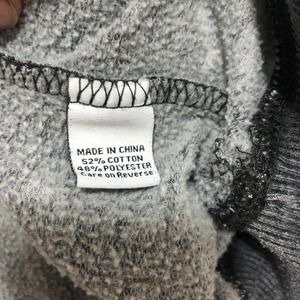 MADE IN CHINA
52% COTTON
48% POLYESTER
Care on Reverse